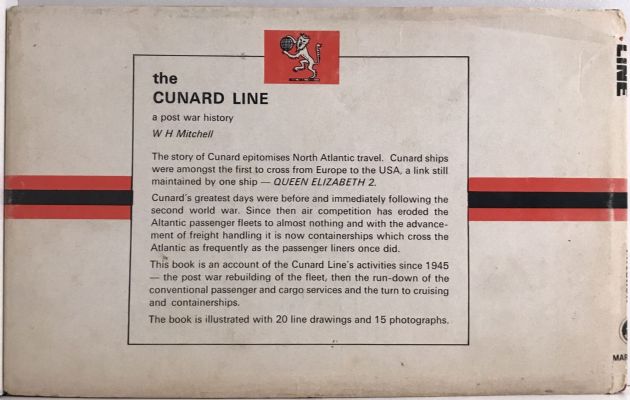 the
CUNARD LINE
a post war history
W H Mitchell
The story of Cunard epitomises North Atlantic travel. Cunard ships
were amongst the first to cross from Europe to the USA, a link still
maintained by one ship — QUEEN ELIZABETH 2.
Cunard's greatest days were before and immediately following the
second world war. Since then air competition has eroded the
Altantic passenger fleets to almost nothing and with the advance-
ment of freight handling it is now containerships which cross the
Atlantic as frequently as the passenger liners once did.
This book is an account of the Cunard Line's activities since 1945
— the post war rebuilding of the fleet, then the run-down of the
conventional passenger and cargo services and the turn to cruising
and containerships.
The book is illustrated with 20 line drawings and 15 photographs.
LINE
MAR